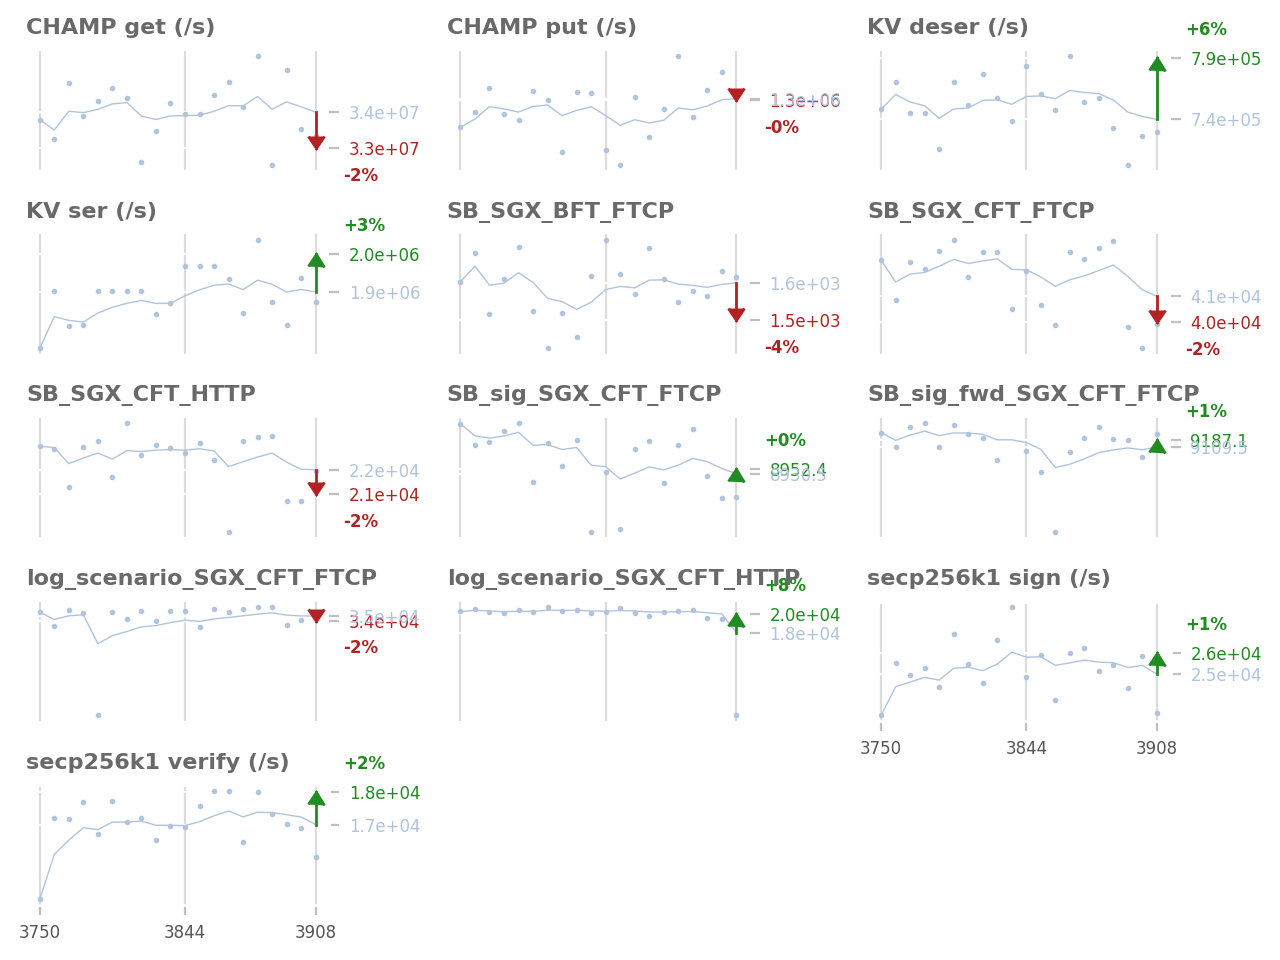 CHAMP get (/s)
3.4e+07
3.3e+07
-2%
CHAMP put (/s)
1.3e+06
-0%
KV deser (/s)
+6%
7.9e+05
7.4e+05
KV ser (/s)
+3%
2.0e+06
1.9e+06
SB_SGX_BFT_FTCP
1.6e+03
1.5e+03
-4%
SB_SGX_CFT_FTCP
4.1e+04
4.0e+04
-2%
SB_SGX_CFT_HTTP
2.2e+04
2.1e+04
-2%
SB_sig_SGX_CFT_FTCP
+0%
8952.4
SB_sig_fwd_SGX_CFT_FTCP
+1%
9187.1
9109.5
log_scenario_SGX_CFT_FTCP
3.5e+04
3.4e+04
-2%
log_scenario_SGX_CFT_HTTP
+8%
2.0e+04
1.8e+04
secp256k1 sign (/s)
+1%
2.6e+04
2.5e+04
3750 3844 3908
secp256k1 verify (/s)
+2%
1.8e+04
1.7e+04
3750 3844 3908